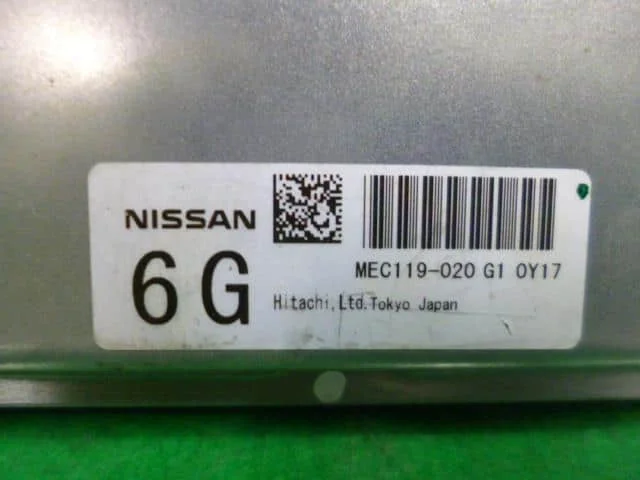 NISSAN
6G
MEC119-020 G1 0Y17
Hitachi,Ltd.Tokyo Japan